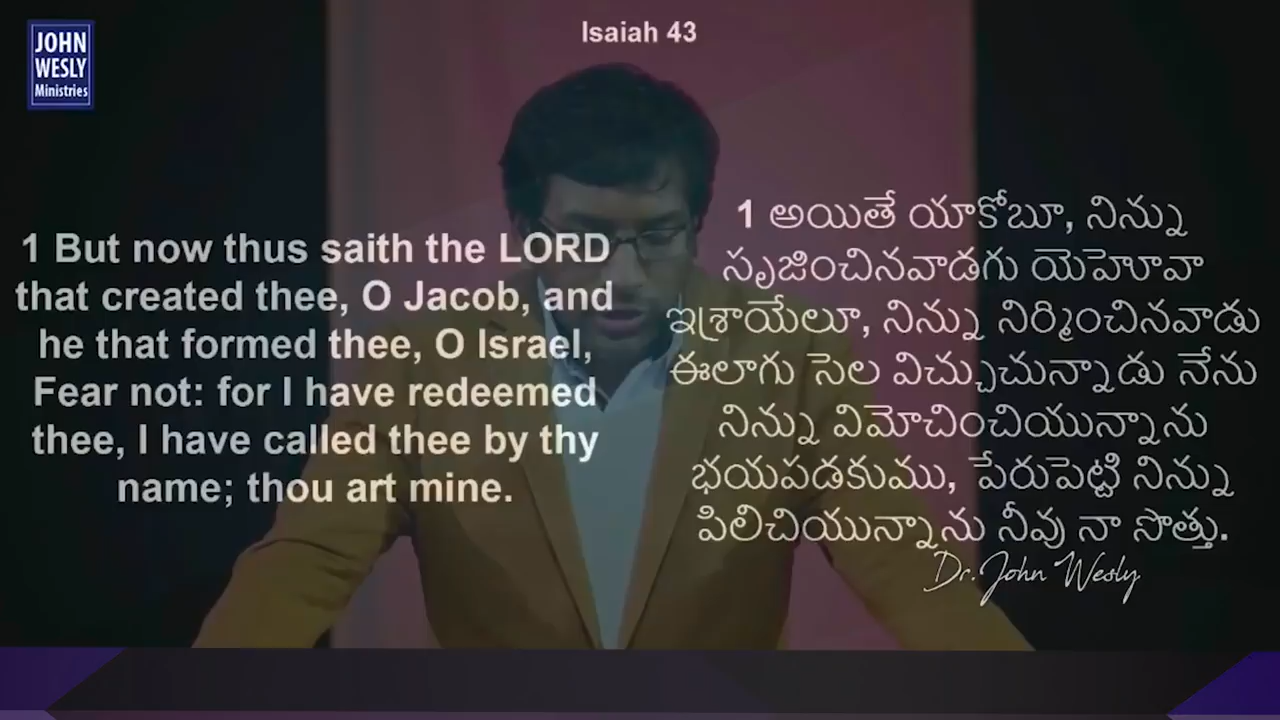 JOHN
WESLY
Ministries
Isaiah 43
1 But now thus saith the LORD
that created thee, O Jacob, and
he that formed thee, O Israel,
Fear not: for I have redeemed
thee, I have called thee by thy
name; thou art mine.
1 అయితే యాకోబూ, నిన్ను
సృజించినవాడగు యెహోవా
ఇశ్రాయేలూ, నిన్ను నిర్మించినవాడు
ఈలాగు సెల విచ్చుచున్నాడు నేను
నిన్ను విమోచించియున్నాను
భయపడకుము, పేరుపెట్టి నిన్ను
పిలిచియున్నాను నీవు నా సొత్తు.
Dr. John Wesly